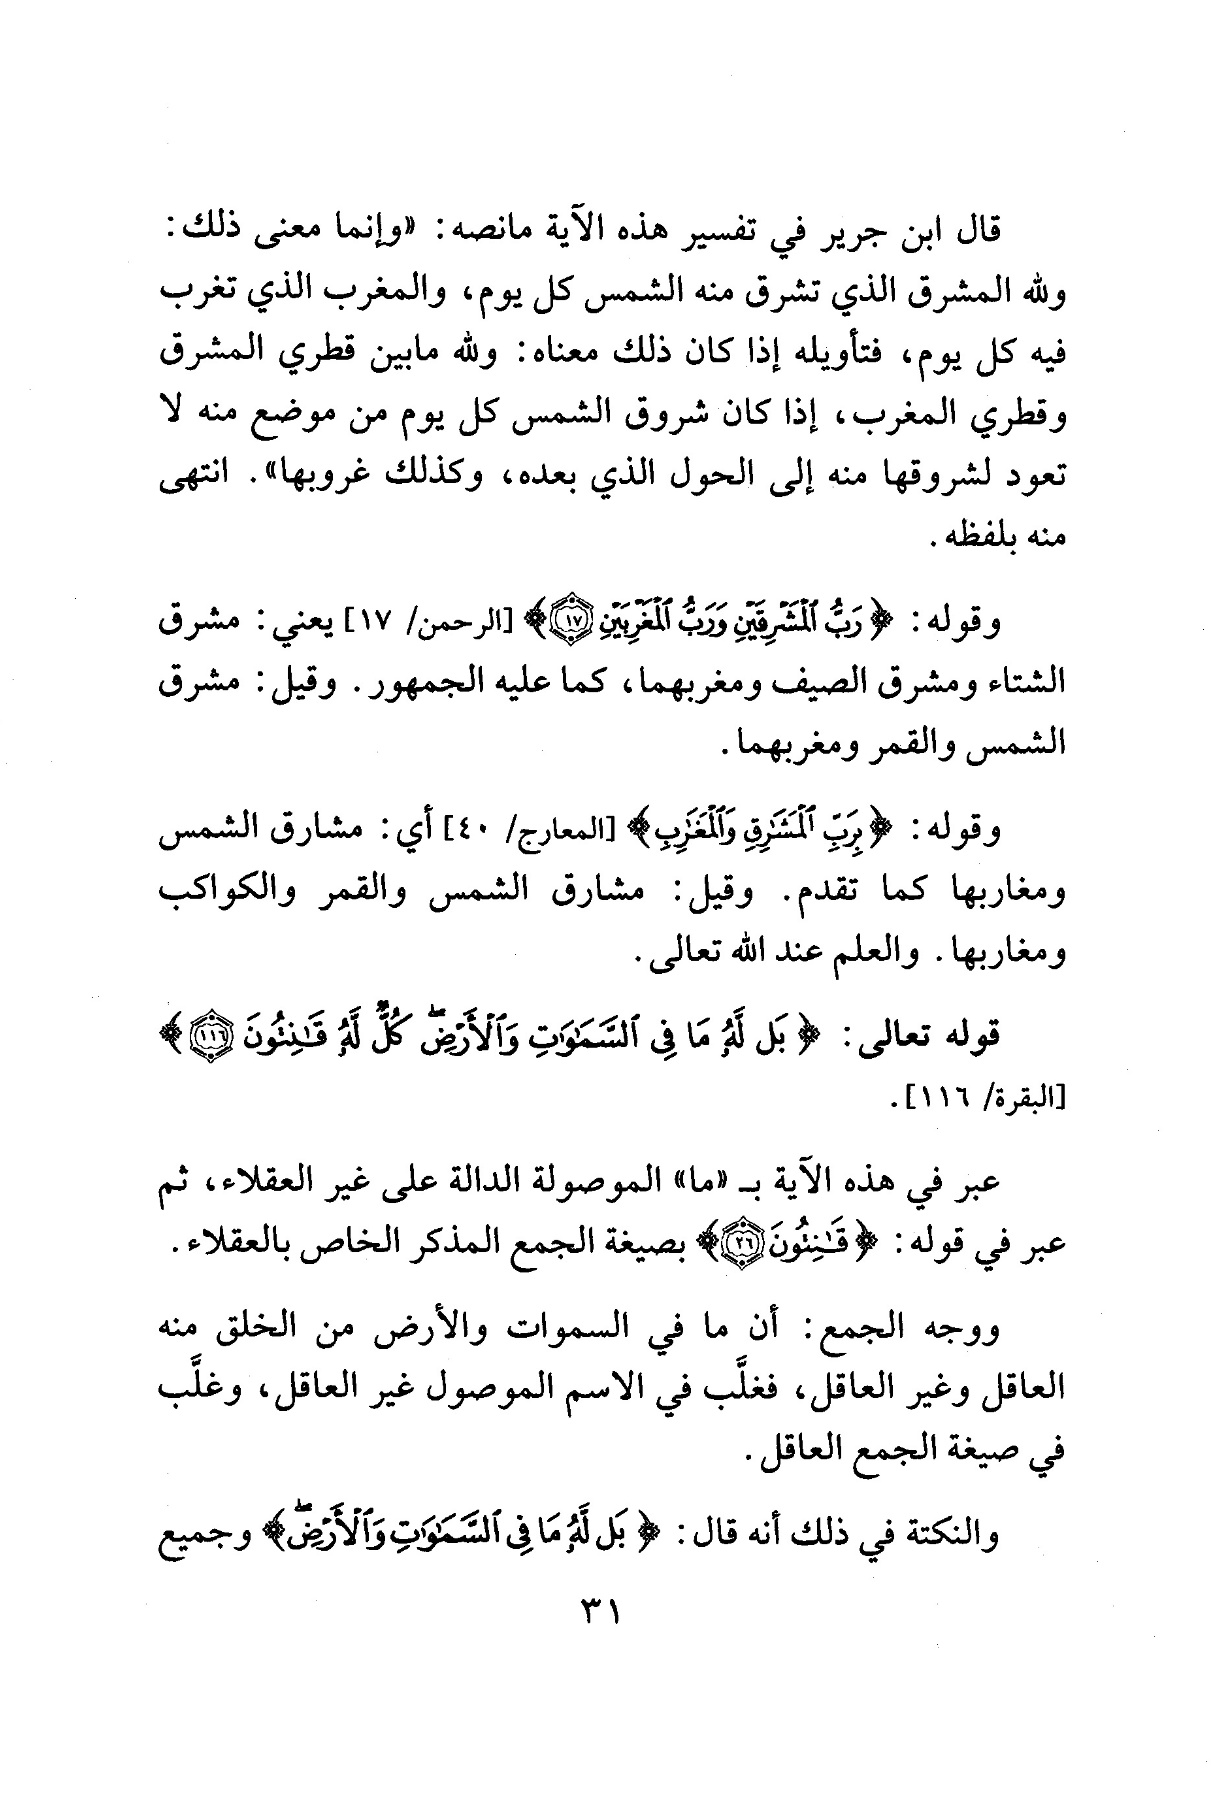 قال ابن جرير في تفسير هذه الآية مانصه: «وإنما معنى ذلك:
ولله المشرق الذي تشرق منه الشمس كل يوم، والمغرب الذي تغرب
فيه كل يوم، فتأويله إذا كان ذلك معناه: ولله مابين قطري المشرق
وقطري المغرب، إذا كان شروق الشمس كل يوم من موضع منه لا
تعود لشروقها منه إلى الحول الذي بعده، وكذلك غروبها». انتهى
منه بلفظه.
وقوله: ﴿رَبُّ ٱلْمَشْرِقَيْنِ وَرَبُّ ٱلْمَغْرِبَيْنِ ١٧﴾ [الرحمن/ ١٧] يعني: مشرق
الشتاء ومشرق الصيف ومغربهما، كما عليه الجمهور. وقيل: مشرق
الشمس والقمر ومغربهما.
وقوله: ﴿بِرَبِّ ٱلْمَشَٰرِقِ وَٱلْمَغَٰرِبِ﴾ [المعارج/ ٤٠] أي: مشارق الشمس
ومغاربها كما تقدم. وقيل: مشارق الشمس والقمر والكواكب
ومغاربها. والعلم عند الله تعالى.
قوله تعالى: ﴿بَل لَّهُۥ مَا فِى ٱلسَّمَٰوَٰتِ وَٱلْأَرْضِۖ كُلٌّ لَّهُۥ قَٰنِتُونَ ١١٦﴾
[البقرة/ ١١٦].
عبر في هذه الآية بـ «ما» الموصولة الدالة على غير العقلاء، ثم
عبر في قوله: ﴿قَٰنِتُونَ ٢٦﴾ بصيغة الجمع المذكر الخاص بالعقلاء.
ووجه الجمع: أن ما في السموات والأرض من الخلق منه
العاقل وغير العاقل، فغلَّب في الاسم الموصول غير العاقل، وغلَّب
في صيغة الجمع العاقل.
والنكتة في ذلك أنه قال: ﴿بَل لَّهُۥ مَا فِى ٱلسَّمَٰوَٰتِ وَٱلْأَرْضِۖ﴾ وجميع
٣١